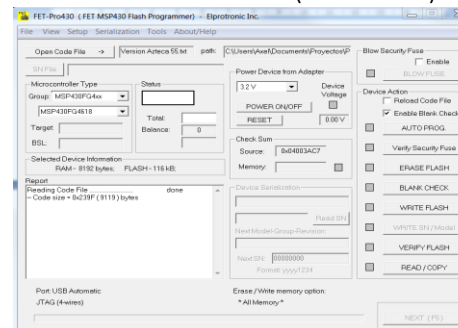 FET-Pro430 ( FET MSP430 Flash Programmer) - Elprotronic Inc.
File View Setup Serialization Tools About/Help
Open Code File -> Version Azteca 55.txt path: C:\Users\Axel\Documents\Proyectos\P
SN File
Microcontroller Type
Group: MSP430FG4xx
MSP430FG4618
Target:
BSL:
Status
Total:
Balance: 0
Selected Device Information
RAM - 8192 bytes; FLASH - 116 kB;
Report
Reading Code File ..................... done
-- Code size = 0x239F ( 9119 ) bytes
Port: USB Automatic
JTAG (4-wires)
Power Device from Adapter
3.2 V
Device Voltage
POWER ON/OFF
RESET
0.00 V
Check Sum
Source: 0x04003AC7
Memory:
Device Serialization
Read SN
Next Model-Group-Revision:
Next SN: 00000000
Format: yyyy1234
Erase / Write memory option:
* All Memory *
Blow Security Fuse
Enable
BLOW FUSE
Device Action
Reload Code File
Enable Blank Check
AUTO PROG.
Verify Security Fuse
ERASE FLASH
BLANK CHECK
WRITE FLASH
WRITE SN / Model
VERIFY FLASH
READ / COPY
NEXT (F5)